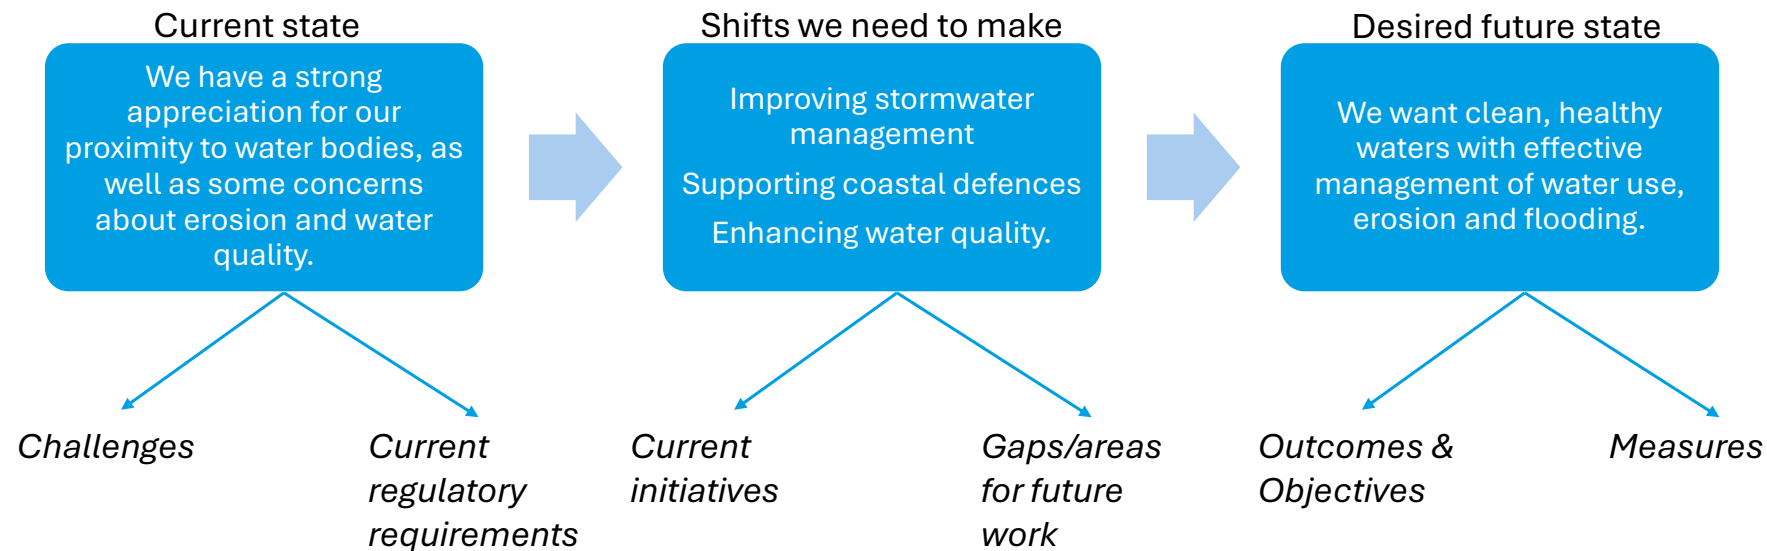 Current state
We have a strong
appreciation for our
proximity to water bodies, as
well as some concerns
about erosion and water
quality.
Shifts we need to make
Improving stormwater
management
Supporting coastal defences
Enhancing water quality.
Desired future state
We want clean, healthy
waters with effective
management of water use,
erosion and flooding.
Challenges
Current
regulatory
requirements
Current
initiatives
Gaps/areas
for future
work
Outcomes &
Objectives
Measures